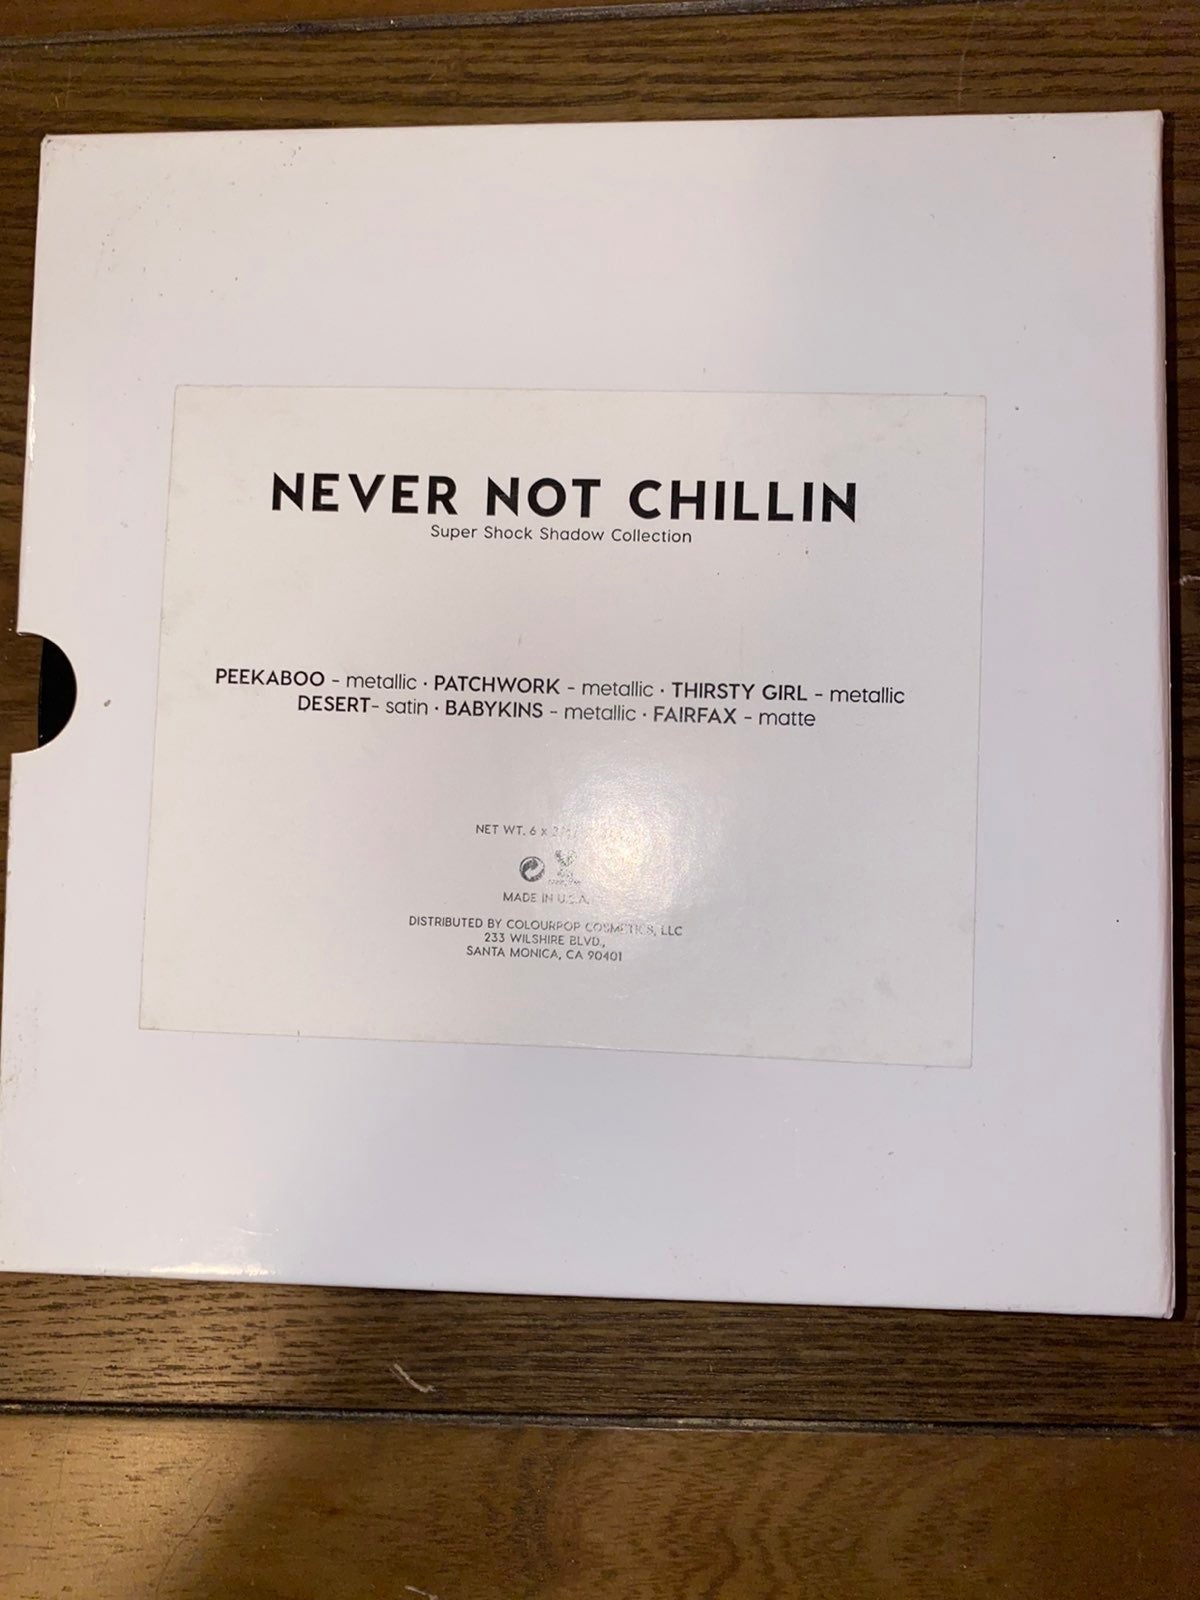 NEVER NOT CHILLIN
Super Shock Shadow Collection
PEEKABOO - metallic · PATCHWORK - metallic · THIRSTY GIRL - metallic
DESERT- satin · BABYKINS - metallic · FAIRFAX - matte
NET WT. 6 x
MADE IN U.S.A.
DISTRIBUTED BY COLOURPOP COSMETICS, LLC
233 WILSHIRE BLVD.,
SANTA MONICA, CA 90401